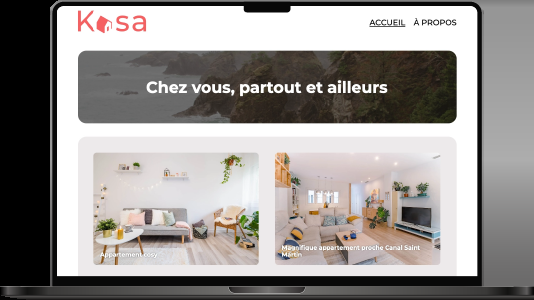 Kasa
ACCUEIL À PROPOS
Chez vous, partout et ailleurs
Appartement cosy
Magnifique appartement proche Canal Saint
Martin